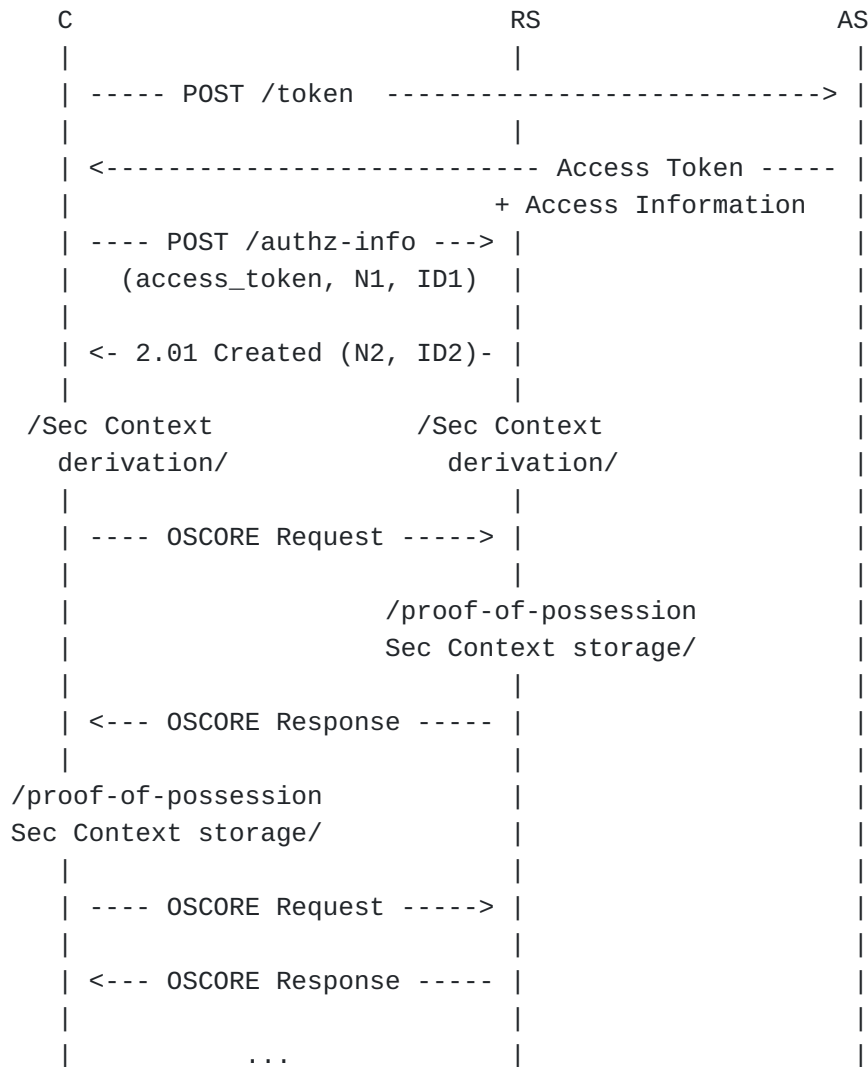 C                            RS                   AS
|                            |                     |
| ----- POST /token  ----------------------------> |
|                            |                     |
| <---------------------------- Access Token ----- |
|                           + Access Information   |
| ---- POST /authz-info ---> |                     |
|   (access_token, N1, ID1)  |                     |
|                            |                     |
| <- 2.01 Created (N2, ID2)- |                     |
|                            |                     |
/Sec Context             /Sec Context              |
derivation/              derivation/               |
|                            |                     |
| ---- OSCORE Request -----> |                     |
|                            |                     |
|                    /proof-of-possession          |
|                    Sec Context storage/          |
|                            |                     |
| <--- OSCORE Response ----- |                     |
|                            |                     |
/proof-of-possession         |                     |
Sec Context storage/         |                     |
|                            |                     |
| ---- OSCORE Request -----> |                     |
|                            |                     |
| <--- OSCORE Response ----- |                     |
|                            |                     |
|           ...              |                     |